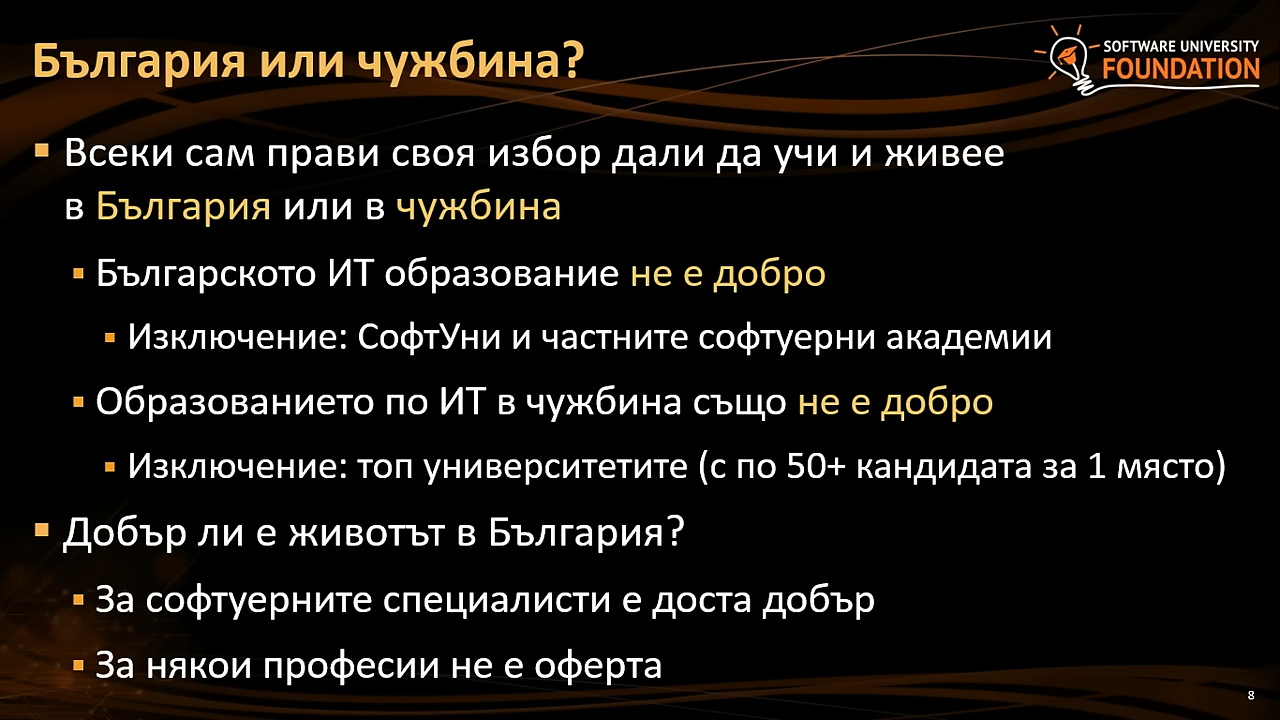 България или чужбина?
SOFTWARE UNIVERSITY
FOUNDATION
Всеки сам прави своя избор дали да учи и живее
в България или в чужбина
Българското ИТ образование не е добро
Изключение: СофтУни и частните софтуерни академии
Образованието по ИТ в чужбина също не е добро
Изключение: топ университетите (с по 50+ кандидата за 1 място)
Добър ли е животът в България?
За софтуерните специалисти е доста добър
За някои професии не е оферта
8